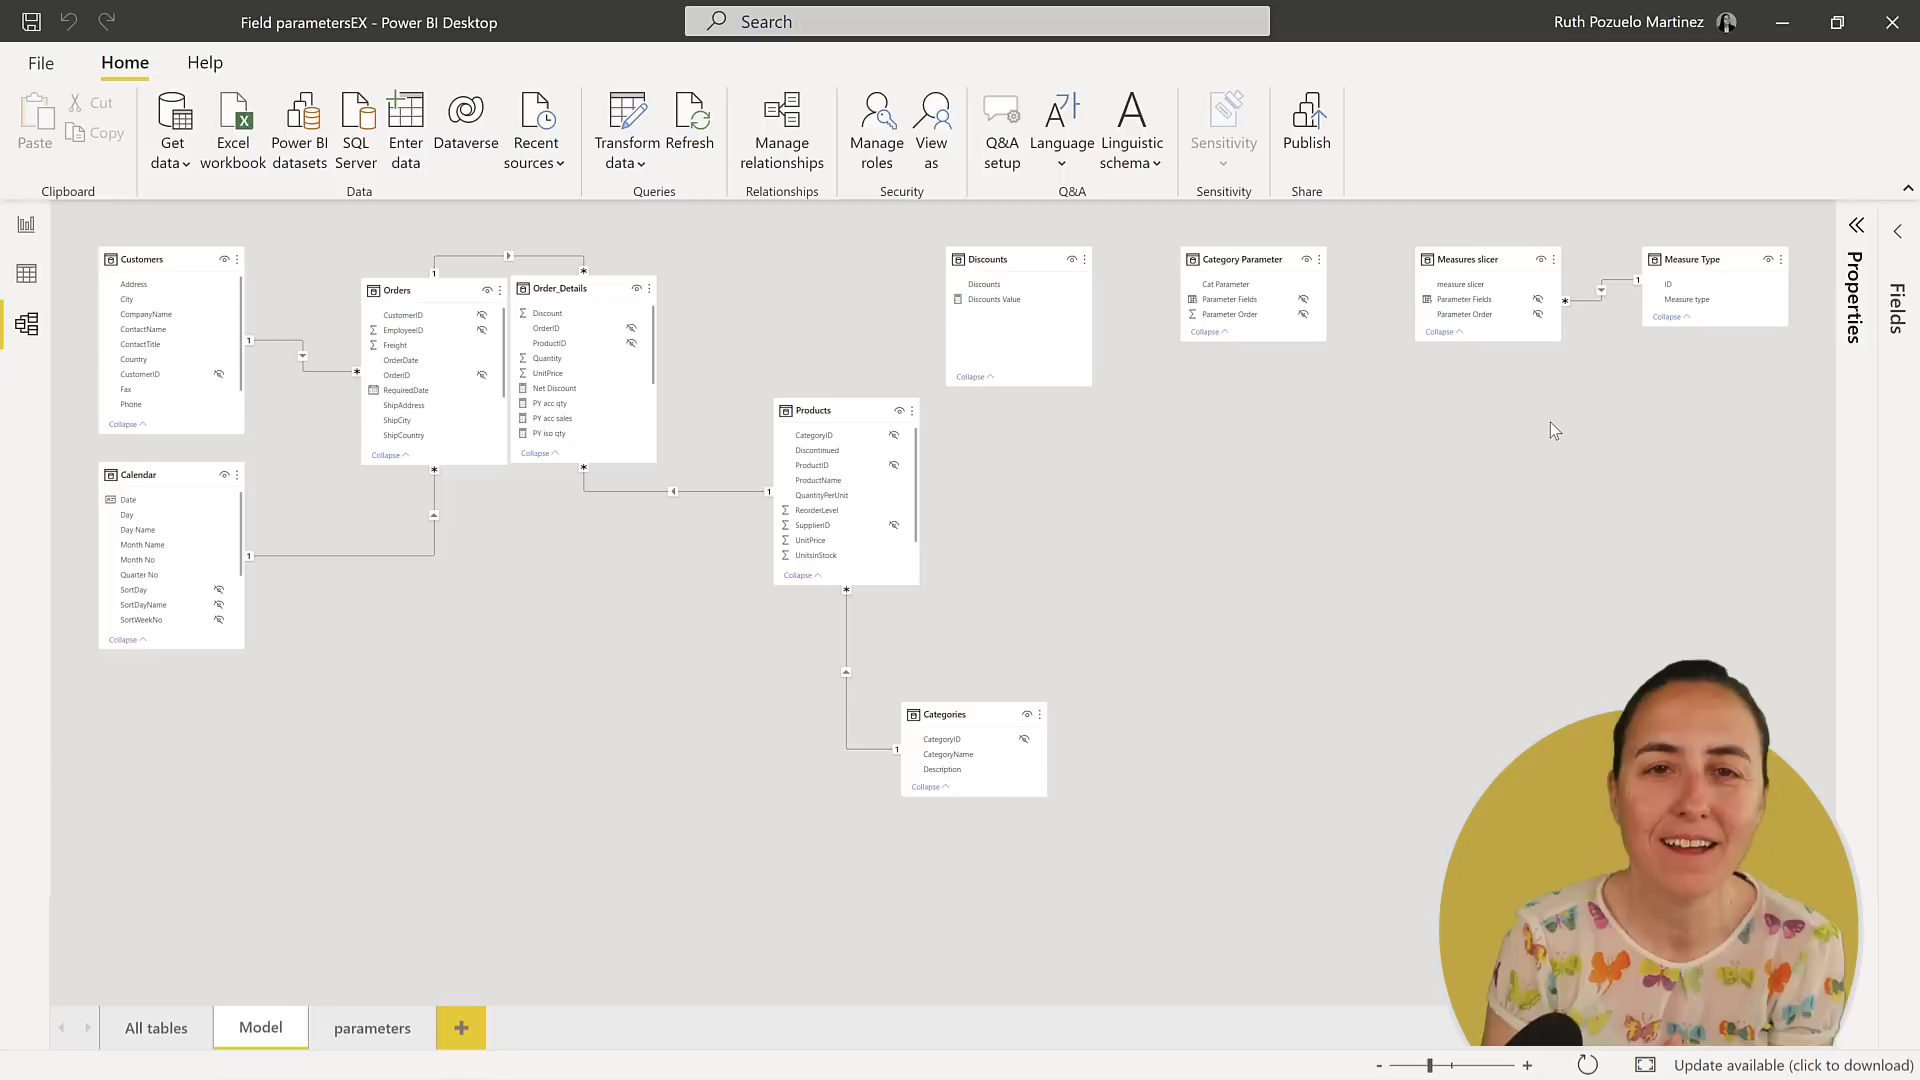 Field parametersEX - Power BI Desktop
Search
Ruth Pozuelo Martinez
File
Home
Help
Paste
Cut
Copy
Clipboard
Get data
Excel workbook
Power BI datasets
SQL Server
Enter data
Dataverse
Recent sources
Data
Transform data
Refresh
Queries
Manage relationships
Relationships
Manage roles
View as
Security
Q&A setup
Language
Linguistic schema
Q&A
Sensitivity
Sensitivity
Publish
Share
Customers
Address
City
CompanyName
ContactName
ContactTitle
Country
CustomerID
Fax
Phone
Collapse
Calendar
Date
Day
Day Name
Month Name
Month No
Quarter No
SortDay
SortDayName
SortWeekNo
Collapse
Orders
CustomerID
EmployeeID
Freight
OrderDate
OrderID
RequiredDate
ShipAddress
ShipCity
ShipCountry
Collapse
Order_Details
Discount
OrderID
ProductID
Quantity
UnitPrice
Net Discount
PY acc qty
PY acc sales
PY iso qty
Collapse
Products
CategoryID
Discontinued
ProductID
ProductName
QuantityPerUnit
ReorderLevel
SupplierID
UnitPrice
UnitsInStock
Collapse
Categories
CategoryID
CategoryName
Description
Collapse
Discounts
Discounts
Discounts Value
Collapse
Category Parameter
Cat Parameter
Parameter Fields
Parameter Order
Collapse
Measures slicer
measure slicer
Parameter Fields
Parameter Order
Collapse
Measure Type
ID
Measure type
Collapse
1
*
1
*
1
*
*
1
*
1
*
1
Properties
Fields
All tables
Model
parameters
Update available (click to download)